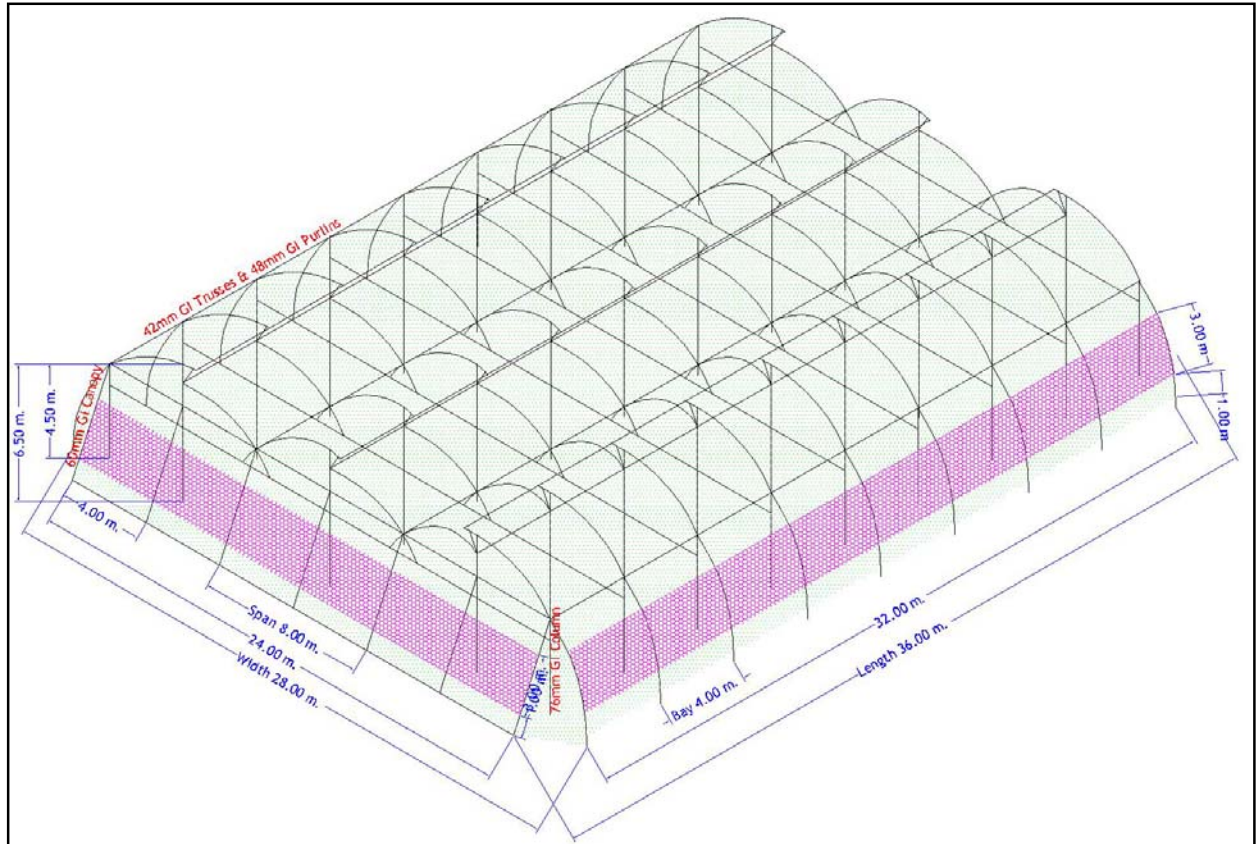 42mm GI Trusses & 48mm GI Purlins
60mm GI Canopy
6.50 m.
4.50 m.
4.00 m.
Span 8.00 m.
24.00 m.
Width 28.00 m.
76mm GI Column
Bay 4.00 m.
32.00 m.
Length 36.00 m.
3.00 m.
1.00 m